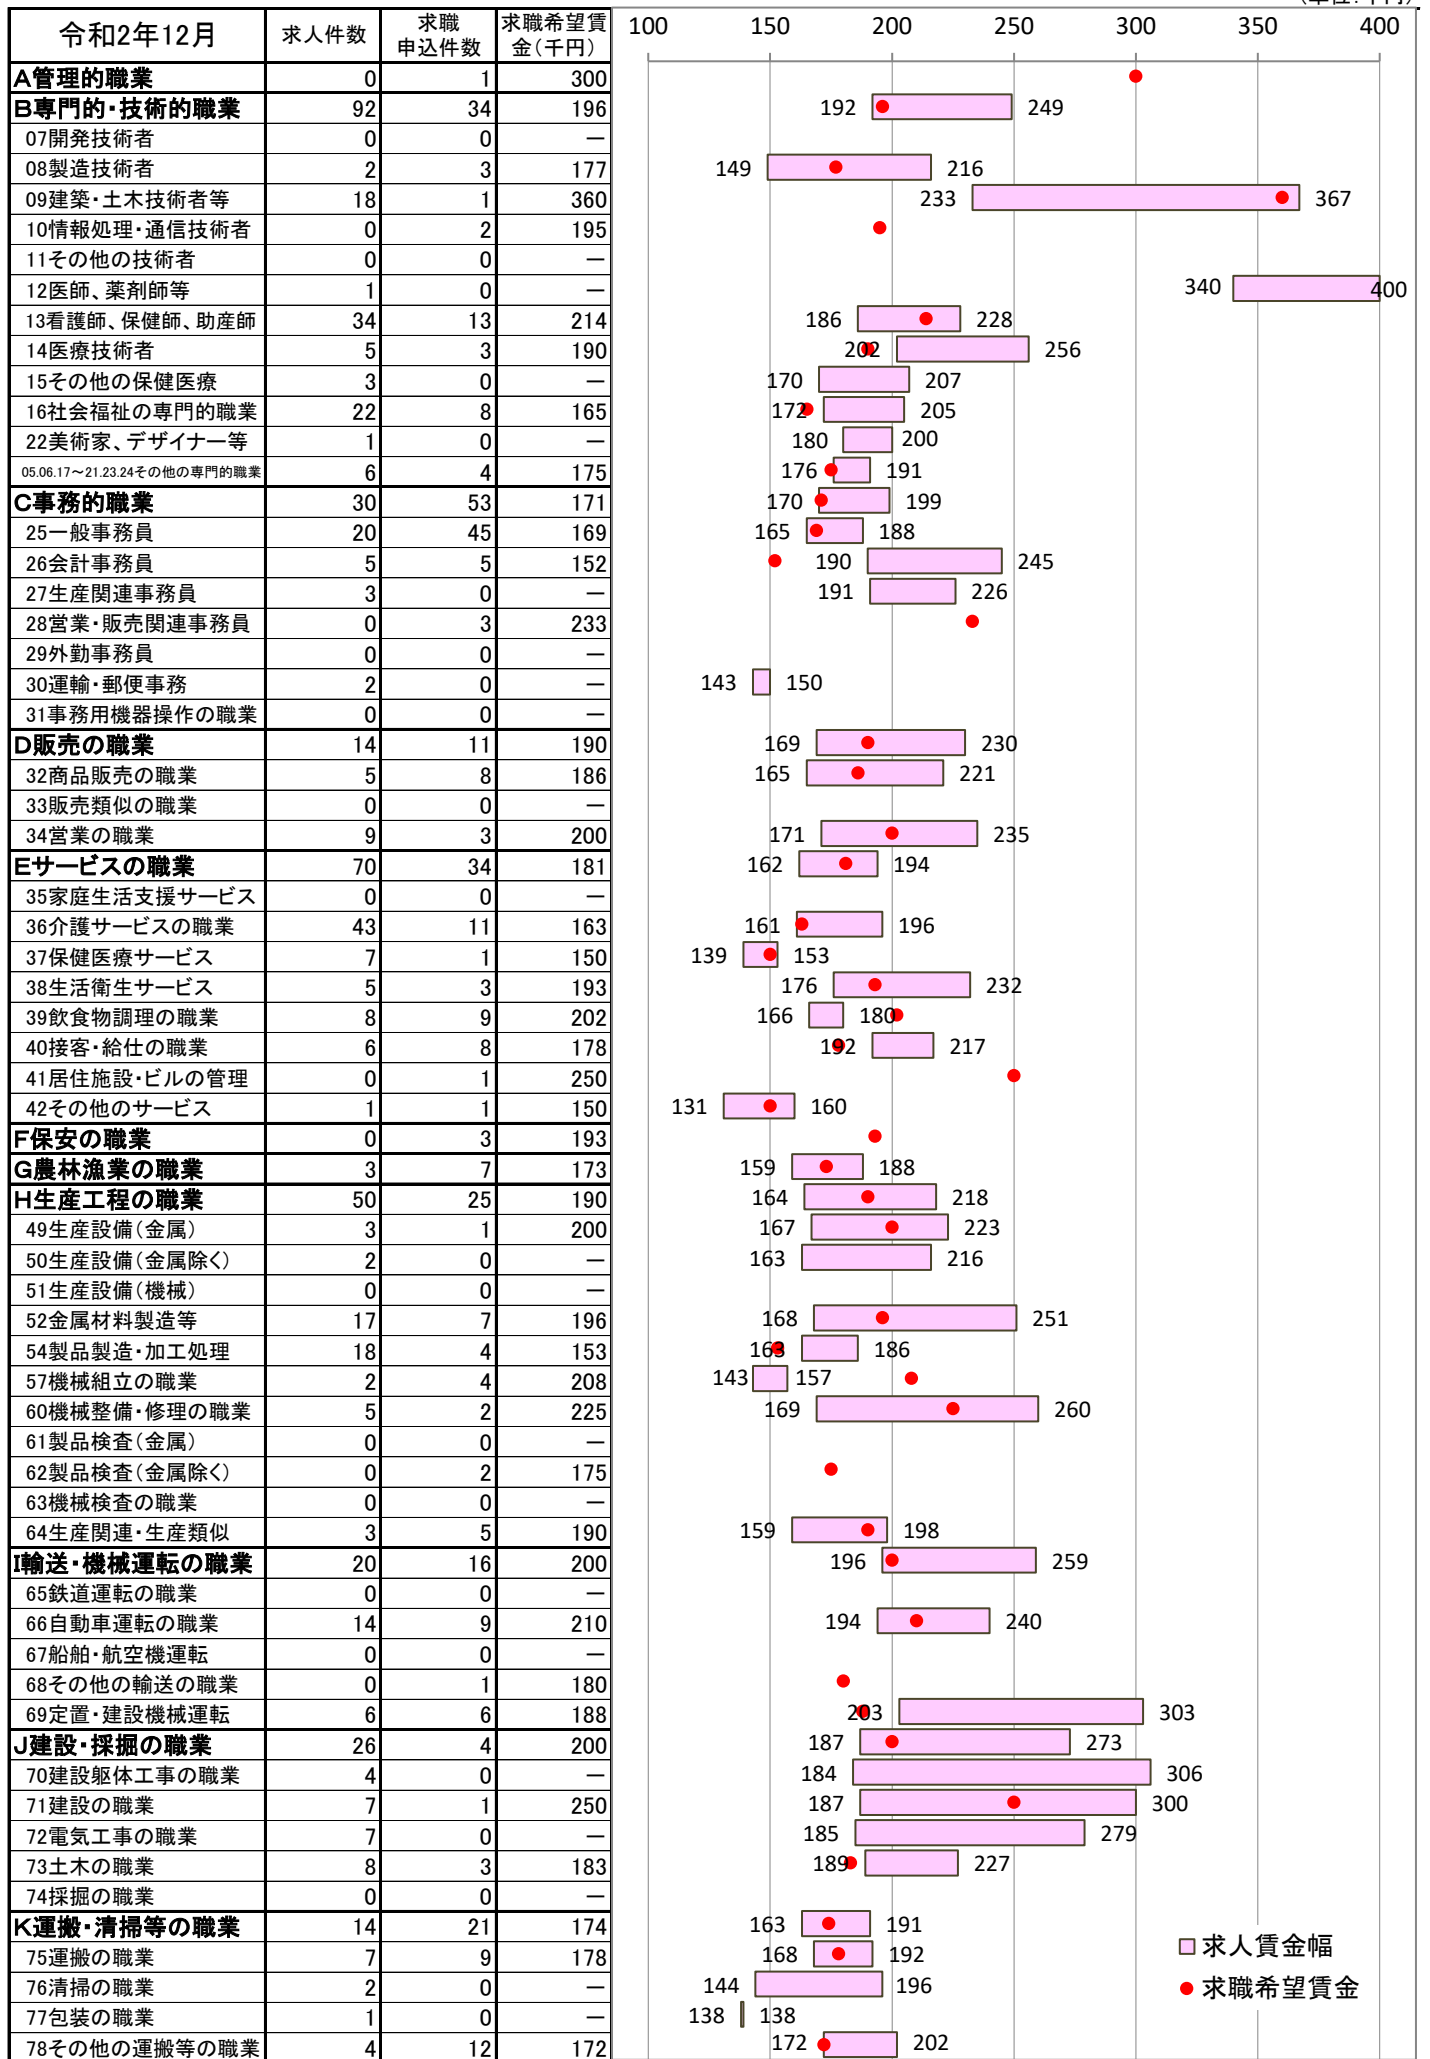 (単位:千円)
令和2年12月 求人件数 求職申込件数 求職希望賃金(千円) 100 150 200 250 300 350 400
A管理的職業 0 1 300
B専門的・技術的職業 92 34 196 192 249
07開発技術者 0 0 ―
08製造技術者 2 3 177 149 216
09建築・土木技術者等 18 1 360 233 367
10情報処理・通信技術者 0 2 195
11その他の技術者 0 0 ―
12医師、薬剤師等 1 0 ― 340 400
13看護師、保健師、助産師 34 13 214 186 228
14医療技術者 5 3 190 202 256
15その他の保健医療 3 0 ― 170 207
16社会福祉の専門的職業 22 8 165 172 205
22美術家、デザイナー等 1 0 ― 180 200
05.06.17~21.23.24その他の専門的職業 6 4 175 176 191
C事務的職業 30 53 171 170 199
25一般事務員 20 45 169 165 188
26会計事務員 5 5 152 190 245
27生産関連事務員 3 0 ― 191 226
28営業・販売関連事務員 0 3 233
29外勤事務員 0 0 ―
30運輸・郵便事務 2 0 ― 143 150
31事務用機器操作の職業 0 0 ―
D販売の職業 14 11 190 169 230
32商品販売の職業 5 8 186 165 221
33販売類似の職業 0 0 ―
34営業の職業 9 3 200 171 235
Eサービスの職業 70 34 181 162 194
35家庭生活支援サービス 0 0 ―
36介護サービスの職業 43 11 163 161 196
37保健医療サービス 7 1 150 139 153
38生活衛生サービス 5 3 193 176 232
39飲食物調理の職業 8 9 202 166 180
40接客・給仕の職業 6 8 178 192 217
41居住施設・ビルの管理 0 1 250
42その他のサービス 1 1 150 131 160
F保安の職業 0 3 193
G農林漁業の職業 3 7 173 159 188
H生産工程の職業 50 25 190 164 218
49生産設備(金属) 3 1 200 167 223
50生産設備(金属除く) 2 0 ― 163 216
51生産設備(機械) 0 0 ―
52金属材料製造等 17 7 196 168 251
54製品製造・加工処理 18 4 153 163 186
57機械組立の職業 2 4 208 143 157
60機械整備・修理の職業 5 2 225 169 260
61製品検査(金属) 0 0 ―
62製品検査(金属除く) 0 2 175
63機械検査の職業 0 0 ―
64生産関連・生産類似 3 5 190 159 198
I輸送・機械運転の職業 20 16 200 196 259
65鉄道運転の職業 0 0 ―
66自動車運転の職業 14 9 210 194 240
67船舶・航空機運転 0 0 ―
68その他の輸送の職業 0 1 180
69定置・建設機械運転 6 6 188 203 303
J建設・採掘の職業 26 4 200 187 273
70建設躯体工事の職業 4 0 ― 184 306
71建設の職業 7 1 250 187 300
72電気工事の職業 7 0 ― 185 279
73土木の職業 8 3 183 189 227
74採掘の職業 0 0 ―
K運搬・清掃等の職業 14 21 174 163 191
75運搬の職業 7 9 178 168 192 求人賃金幅
76清掃の職業 2 0 ― 144 196 求職希望賃金
77包装の職業 1 0 ― 138 138
78その他の運搬等の職業 4 12 172 172 202